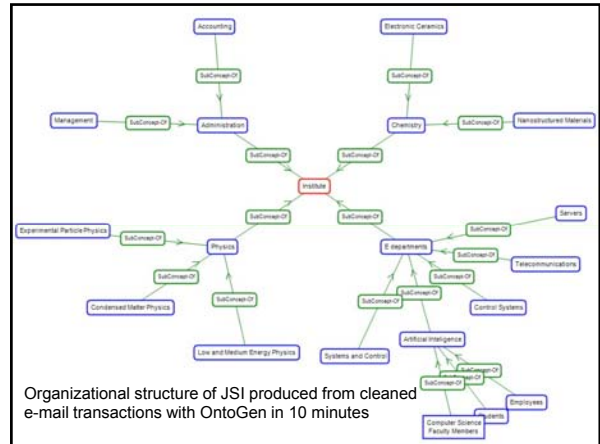 Accounting
Electronic Ceramics
SubConcept-Of
SubConcept-Of
Management
SubConcept-Of
Administration
Chemistry
SubConcept-Of
Nanostructured Materials
SubConcept-Of
SubConcept-Of
Institute
SubConcept-Of
SubConcept-Of
Servers
SubConcept-Of
Experimental Particle Physics
SubConcept-Of
Physics
E departments
SubConcept-Of
Telecommunications
SubConcept-Of
SubConcept-Of
SubConcept-Of
SubConcept-Of
SubConcept-Of
Condensed Matter Physics
Control Systems
Artificial Intelligence
Low and Medium Energy Physics
Systems and Control
SubConcept-Of
Employees
Students
Computer Science
Faculty Members
Organizational structure of JSI produced from cleaned
e-mail transactions with OntoGen in 10 minutes